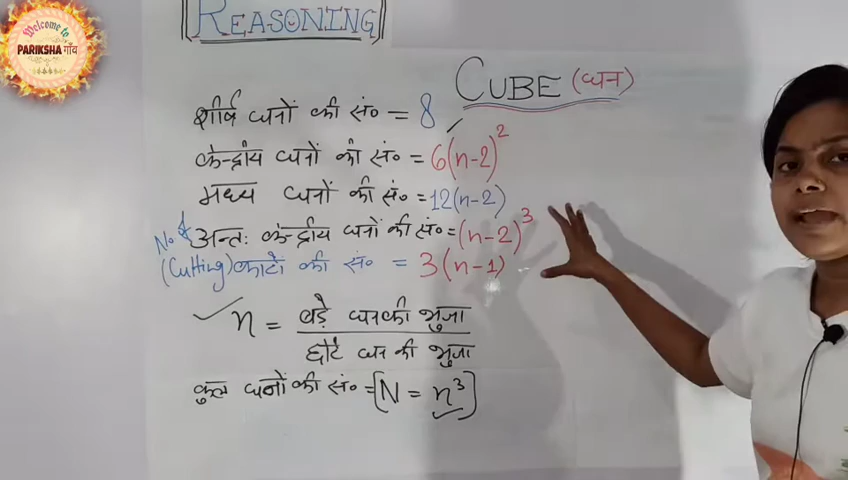 Welcome to
PARIKSHA गाँव
REASONING
CUBE (घन)
शीर्ष घनों की सं० = 8
केन्द्रीय घनों की सं० = 6(n-2)²
मध्य घनों की सं० = 12(n-2)
अन्तः केन्द्रीय घनों की सं० = (n-2)³
No. of
(Cutting) काटों की सं० = 3(n-1)
n = बड़े घन की भुजा / छोटे घन की भुजा
कुल घनों की सं० = [N = n³]